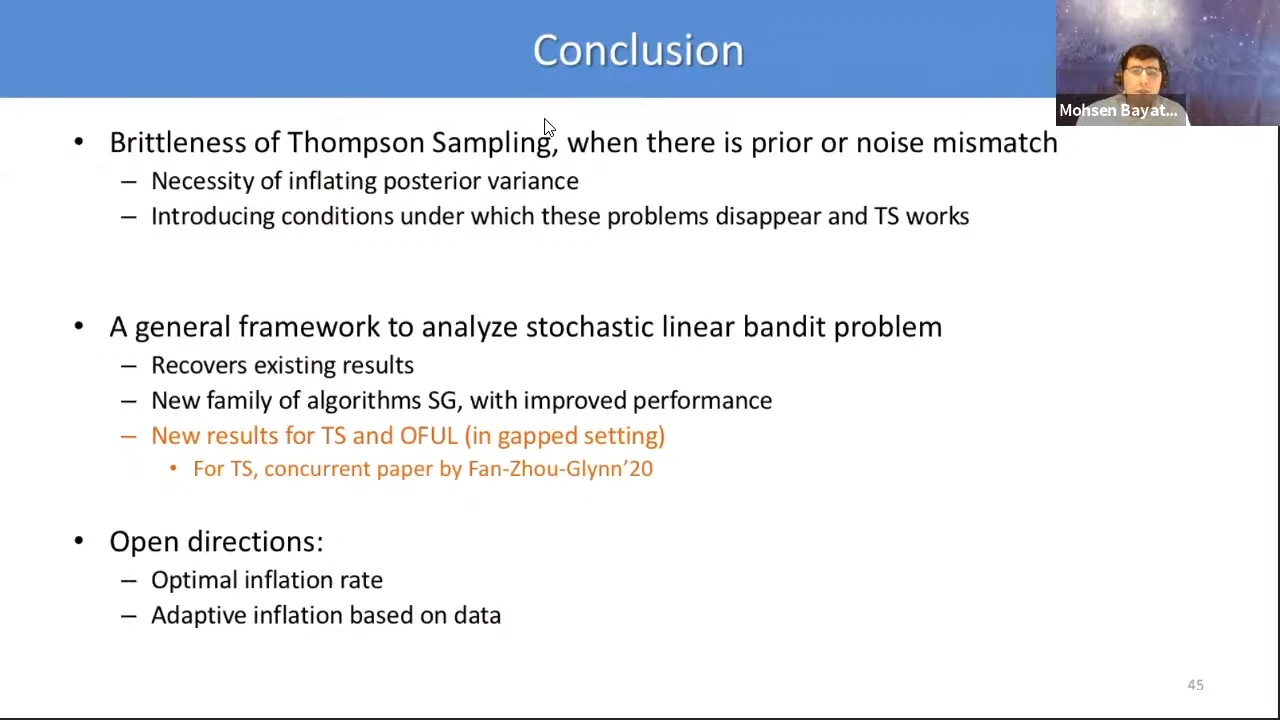 Conclusion
Mohsen Bayat...
• Brittleness of Thompson Sampling, when there is prior or noise mismatch
– Necessity of inflating posterior variance
– Introducing conditions under which these problems disappear and TS works
• A general framework to analyze stochastic linear bandit problem
– Recovers existing results
– New family of algorithms SG, with improved performance
– New results for TS and OFUL (in gapped setting)
• For TS, concurrent paper by Fan-Zhou-Glynn’20
• Open directions:
– Optimal inflation rate
– Adaptive inflation based on data
45